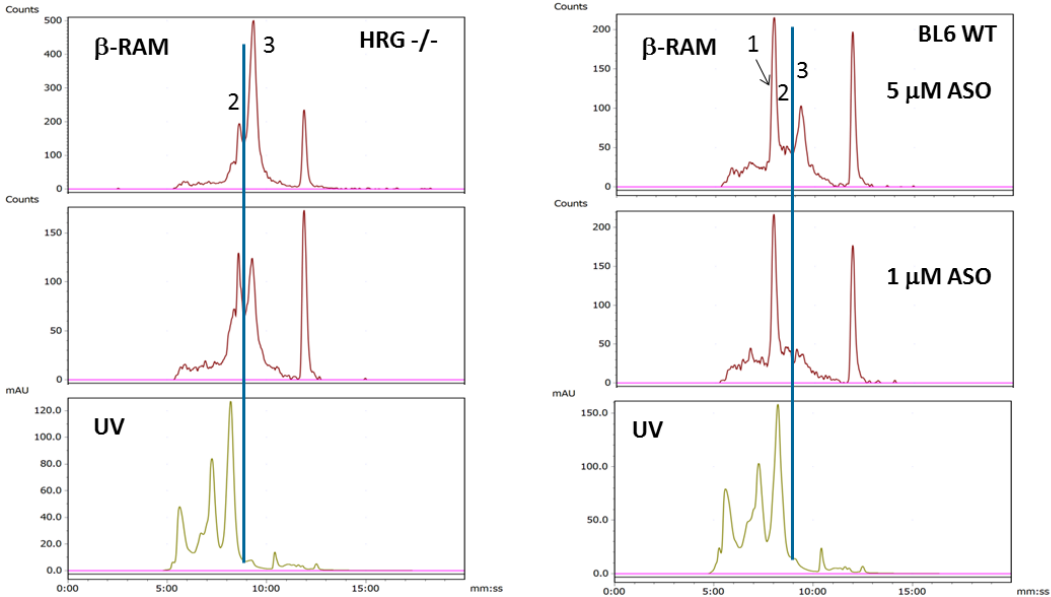 Counts
500
400
300
200
100
0
β-RAM
HRG -/-
2
3
Counts
150
100
50
0
mAU
120.0
100.0
80.0
60.0
40.0
20.0
0.0
UV
0:00
5:00
10:00
15:00
mm:ss
Counts
200
150
100
50
0
β-RAM
BL6 WT
5 μM ASO
1
2
3
Counts
200
150
100
50
0
1 μM ASO
mAU
150.0
100.0
50.0
0.0
UV
0:00
5:00
10:00
15:00
mm:ss